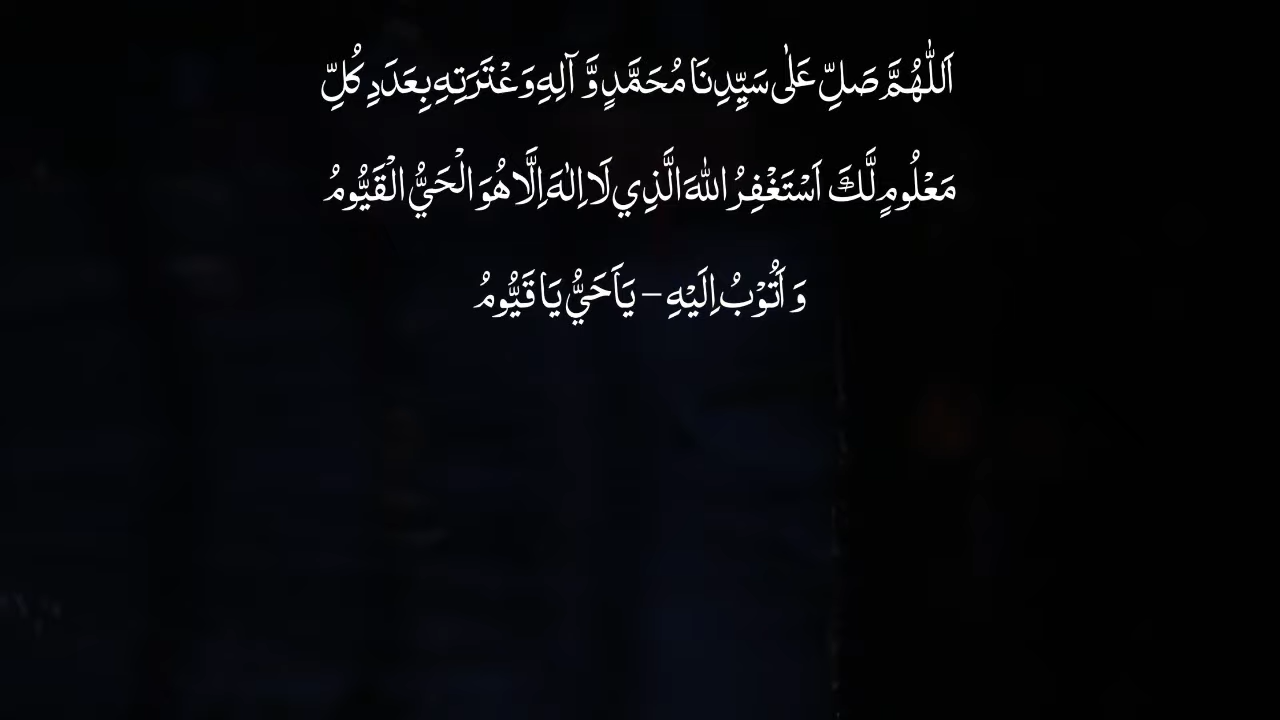 اَللّٰهُمَّ صَلِّ عَلٰی سَيِّدِنَا مُحَمَّدٍ وَّ آلِهِ وَعْتَرَتِهِ بِعَدَدِ كُلِّ
مَعْلُومٍ لَّكَ اَسْتَغْفِرُ اللهَ الَّذِي لَا اِلٰهَ اِلَّا هُوَ الْحَيُّ الْقَيُّومُ
وَ أَتُوْبُ اِلَيْهِ – يَاَحَيُّ يَا قَيُّومُ